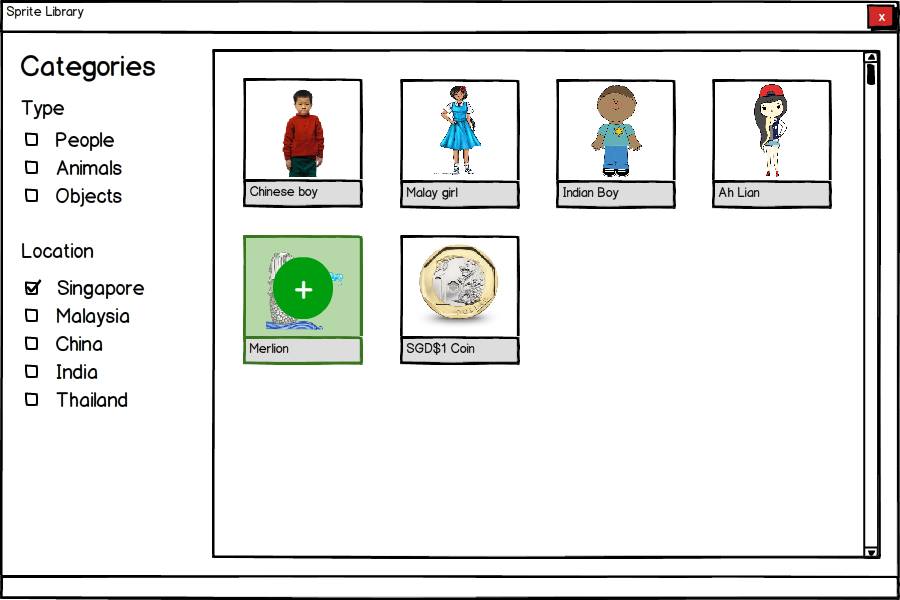 Sprite Library
x
Categories
Type
People
Animals
Objects
Location
Singapore
Malaysia
China
India
Thailand
Chinese boy
Malay girl
Indian Boy
Ah Lian
+
Merlion
SGD$1 Coin